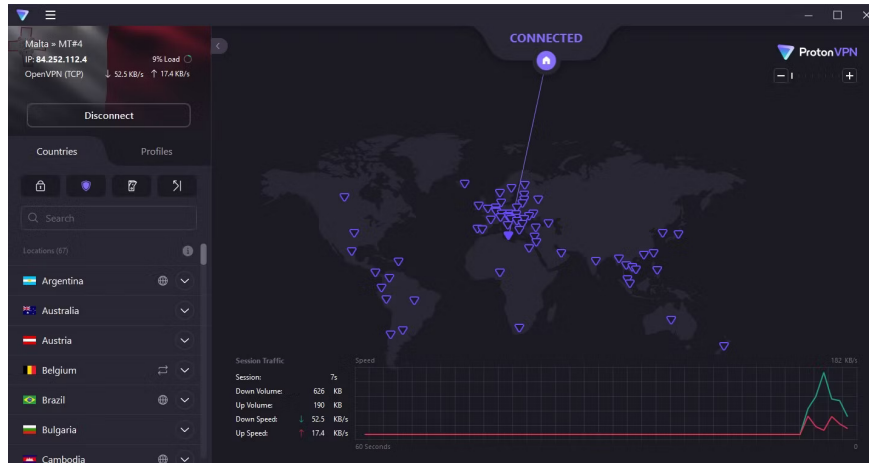 Malta » MT#4
IP: 84.252.112.4 9% Load
OpenVPN (TCP) ↓ 52.5 KB/s ↑ 17.4 KB/s
Disconnect
Countries Profiles
Search
Locations (67)
Argentina
Australia
Austria
Belgium
Brazil
Bulgaria
Cambodia
CONNECTED
ProtonVPN
Session Traffic
Session: 7s
Down Volume: 626 KB
Up Volume: 190 KB
Down Speed: ↓ 52.5 KB/s
Up Speed: ↑ 17.4 KB/s
Speed 162 KB/s
60 Seconds 0